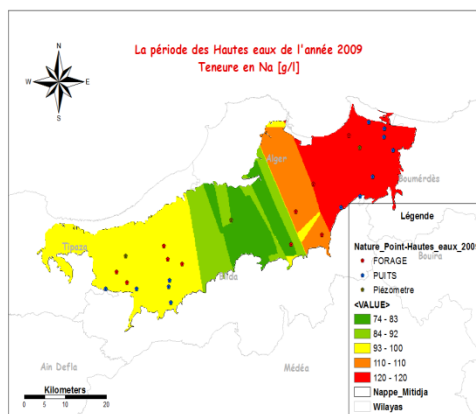 La période des Hautes eaux de l'année 2009
Teneure en Na [g/l]
N
W
E
S
Alger
Boumérdès
Tipaza
Blida
Bouira
Ain Defla
Médéa
Kilometers
0 5 10 20
Légende
Nature_Point-Hautes_eaux_2009
FORAGE
PUITS
Piézometre
<VALUE>
74 - 83
84 - 92
93 - 100
110 - 110
120 - 120
Nappe_Mitidja
Wilayas